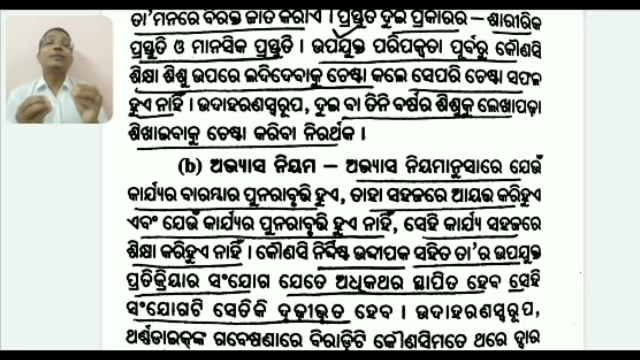 ତା'ମନରେ ବିରକ୍ତ ଜାତ କରାଏ । ପ୍ରସ୍ତୁତି ଦୁଇ ପ୍ରକାରର – ଶାରୀରିକ
ପ୍ରସ୍ତୁତି ଓ ମାନସିକ ପ୍ରସ୍ତୁତି । ଉପଯୁକ୍ତ ପରିପକ୍ୱତା ପୂର୍ବରୁ କୌଣସି
ଶିକ୍ଷା ଶିଶୁ ଉପରେ ଲଦିଦେବାକୁ ଚେଷ୍ଟା କଲେ ସେପରି ଚେଷ୍ଟା ସଫଳ
ହୁଏ ନାହିଁ । ଉଦାହରଣସ୍ୱରୂପ, ଦୁଇ ବା ତିନି ବର୍ଷର ଶିଶୁକୁ ଲେଖାପଢ଼ା
ଶିଖାଇବାକୁ ଚେଷ୍ଟା କରିବା ନିରର୍ଥକ ।
(b) ଅଭ୍ୟାସ ନିୟମ – ଅଭ୍ୟାସ ନିୟମାନୁସାରେ ଯେଉଁ
କାର୍ଯ୍ୟର ବାରମ୍ବାର ପୁନରାବୃତ୍ତି ହୁଏ, ତାହା ସହଜରେ ଆୟତ୍ତ କରିହୁଏ
ଏବଂ ଯେଉଁ କାର୍ଯ୍ୟର ପୁନରାବୃତ୍ତି ହୁଏ ନାହିଁ, ସେହି କାର୍ଯ୍ୟ ସହଜରେ
ଶିକ୍ଷା କରିହୁଏ ନାହିଁ । କୌଣସି ନିର୍ଦ୍ଦିଷ୍ଟ ଉଦ୍ଦୀପକ ସହିତ ତା'ର ଉପଯୁକ୍ତ
ପ୍ରତିକ୍ରିୟାର ସଂଯୋଗ ଯେତେ ଅଧିକଥର ସ୍ଥାପିତ ହେବ ସେହି
ସଂଯୋଗଟି ସେତିକି ଦୃଢ଼ୀଭୂତ ହେବ । ଉଦାହରଣସ୍ୱରୂପ,
ଥର୍ଣ୍ଣଡାଇକ୍‌ଙ୍କ ଗବେଷଣାରେ ବିରାଡ଼ିଟି କୌଣସିମତେ ଥରେ ଦ୍ୱାର